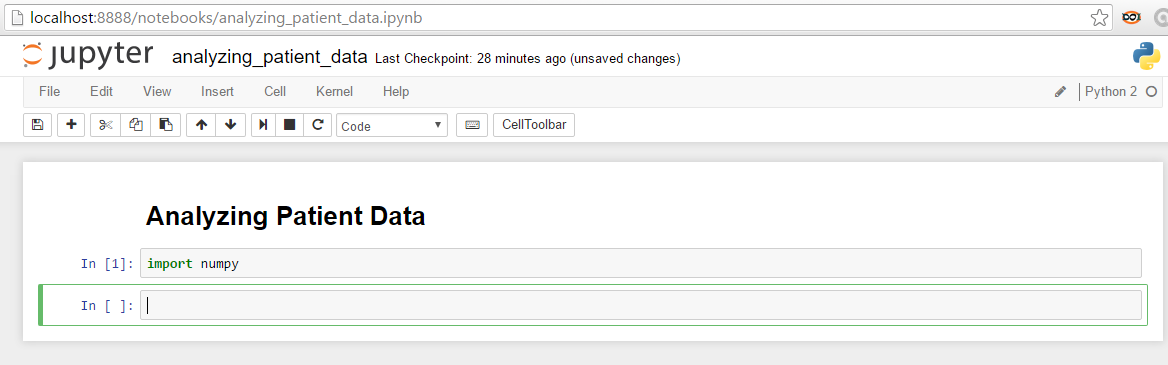 localhost:8888/notebooks/analyzing_patient_data.ipynb
DOI
jupyter analyzing_patient_data Last Checkpoint: 28 minutes ago (unsaved changes)
File Edit View Insert Cell Kernel Help Python 2
Code CellToolbar
Analyzing Patient Data
In [1]: import numpy
In [ ]: